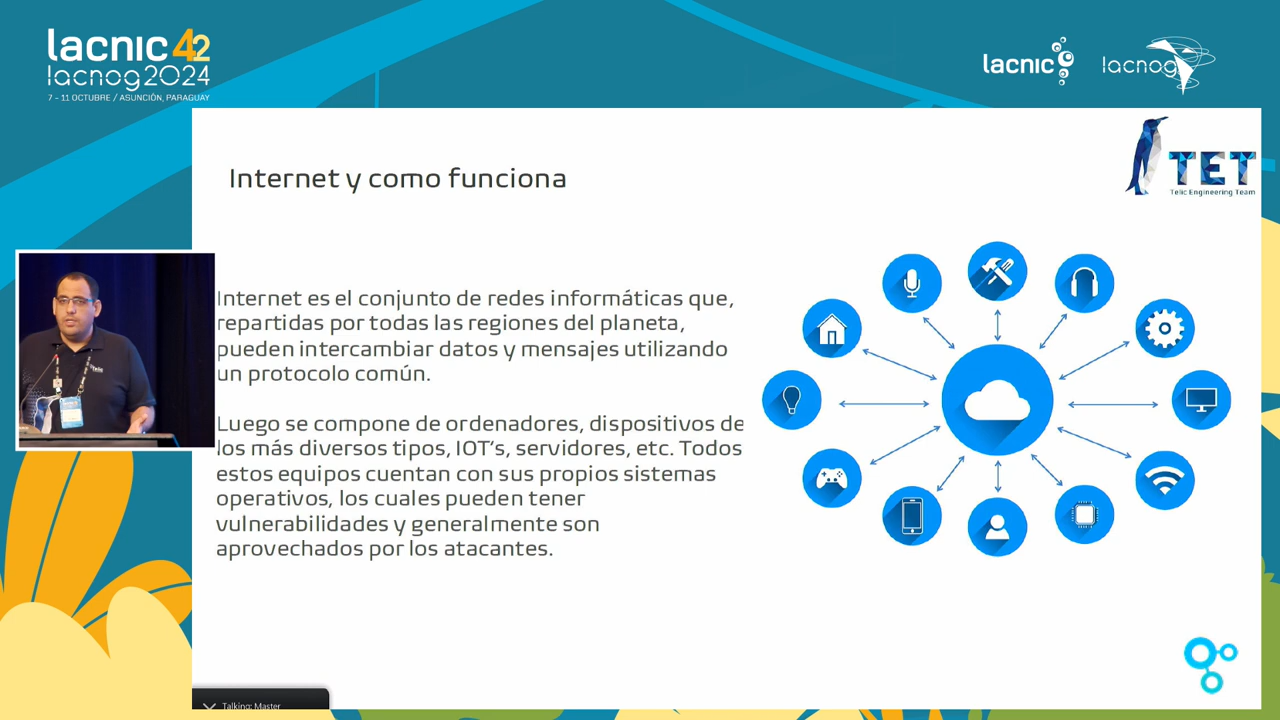 lacnic 42
lacnog2024
7 - 11 OCTUBRE / ASUNCIÓN, PARAGUAY
lacnic
lacnog
TET
Telic Engineering Team
Internet y como funciona
Internet es el conjunto de redes informáticas que,
repartidas por todas las regiones del planeta,
pueden intercambiar datos y mensajes utilizando
un protocolo común.
Luego se compone de ordenadores, dispositivos de
los más diversos tipos, IOT’s, servidores, etc. Todos
estos equipos cuentan con sus propios sistemas
operativos, los cuales pueden tener
vulnerabilidades y generalmente son
aprovechados por los atacantes.
Talking: Master